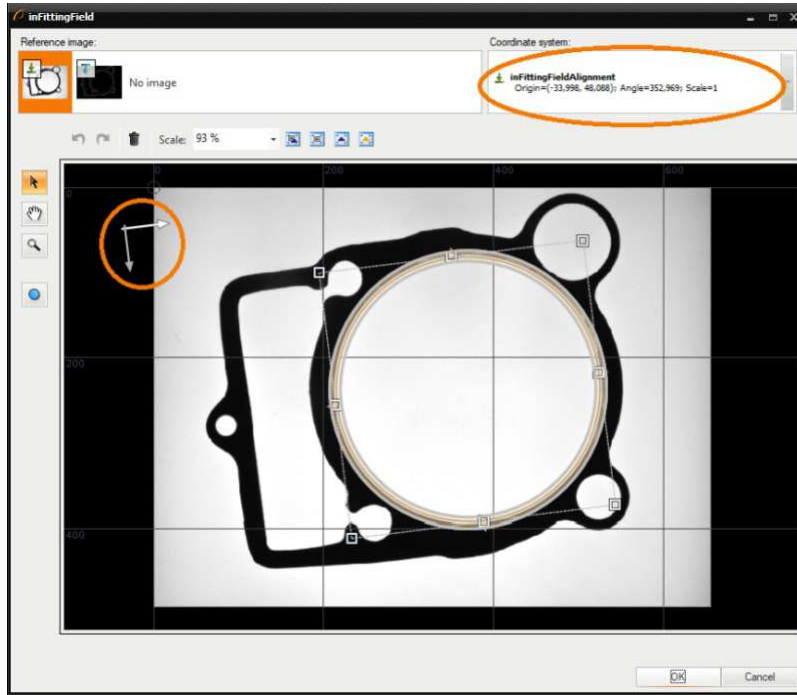 inFittingField
Reference image:
Coordinate system:
No image
inFittingFieldAlignment
Origin=(-33,998, 48,088); Angle=352,969; Scale=1
Scale: 93 %
0 200 400 600
0
200
400
OK Cancel